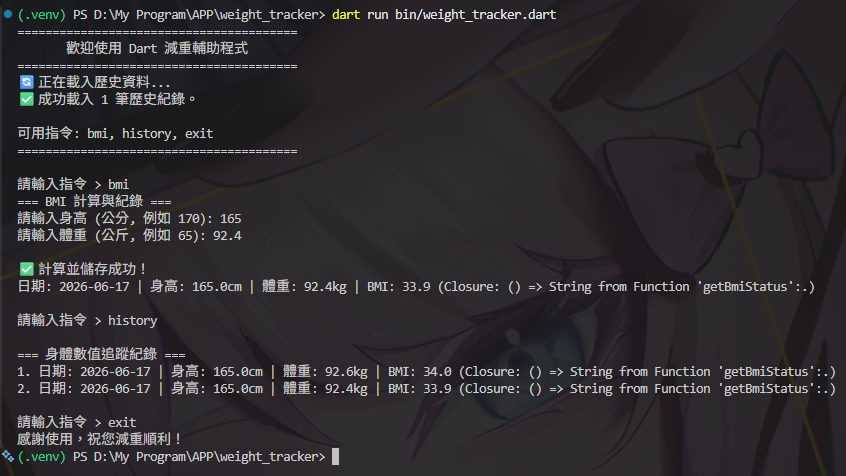 (.venv) PS D:\My Program\APP\weight_tracker> dart run bin/weight_tracker.dart
========================================
歡迎使用 Dart 減重輔助程式
========================================
🔄 正在載入歷史資料...
✅ 成功載入 1 筆歷史紀錄。
可用指令: bmi, history, exit
========================================
請輸入指令 > bmi
=== BMI 計算與紀錄 ===
請輸入身高 (公分, 例如 170): 165
請輸入體重 (公斤, 例如 65): 92.4
✅ 計算並儲存成功！
日期: 2026-06-17 | 身高: 165.0cm | 體重: 92.4kg | BMI: 33.9 (Closure: () => String from Function 'getBmiStatus':.)
請輸入指令 > history
=== 身體數值追蹤紀錄 ===
1. 日期: 2026-06-17 | 身高: 165.0cm | 體重: 92.6kg | BMI: 34.0 (Closure: () => String from Function 'getBmiStatus':.)
2. 日期: 2026-06-17 | 身高: 165.0cm | 體重: 92.4kg | BMI: 33.9 (Closure: () => String from Function 'getBmiStatus':.)
請輸入指令 > exit
感謝使用，祝您減重順利！
(.venv) PS D:\My Program\APP\weight_tracker>